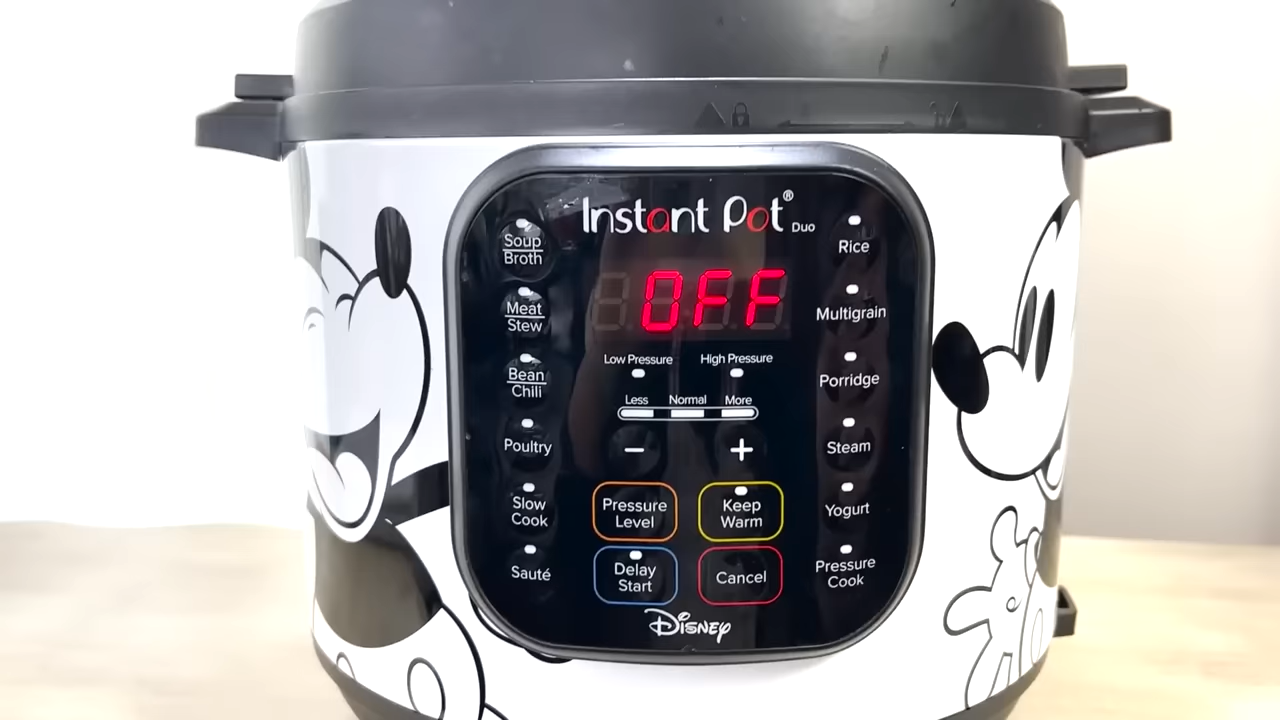 Instant Pot® Duo
Soup
Broth
Meat
Stew
Bean
Chili
Poultry
Slow
Cook
Sauté
OFF
Low Pressure High Pressure
Less Normal More
− +
Pressure
Level
Keep
Warm
Delay
Start
Cancel
Rice
Multigrain
Porridge
Steam
Yogurt
Pressure
Cook
Disney